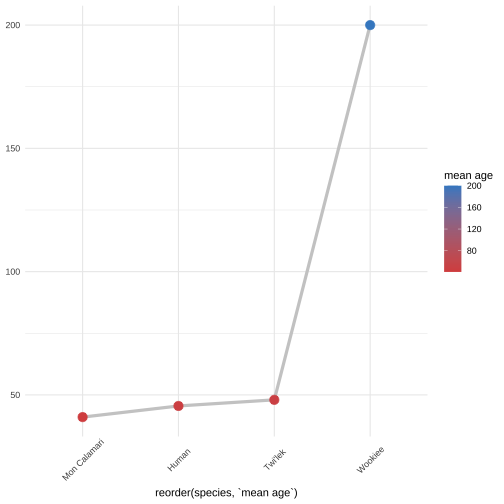 200
150
100
50
Mon Calamari
Human
Twi'lek
Wookiee
reorder(species, `mean age`)
mean age
200
160
120
80